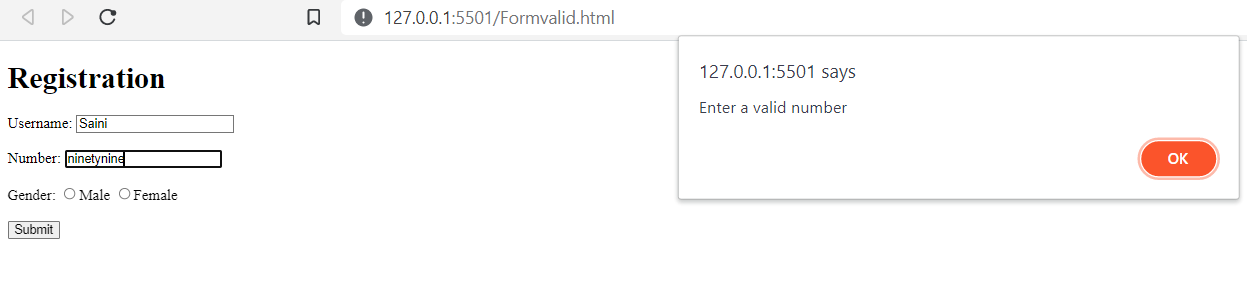 127.0.0.1:5501/Formvalid.html
127.0.0.1:5501 says
Enter a valid number
OK
Registration
Username: Saini
Number: ninetynine
Gender: Male Female
Submit